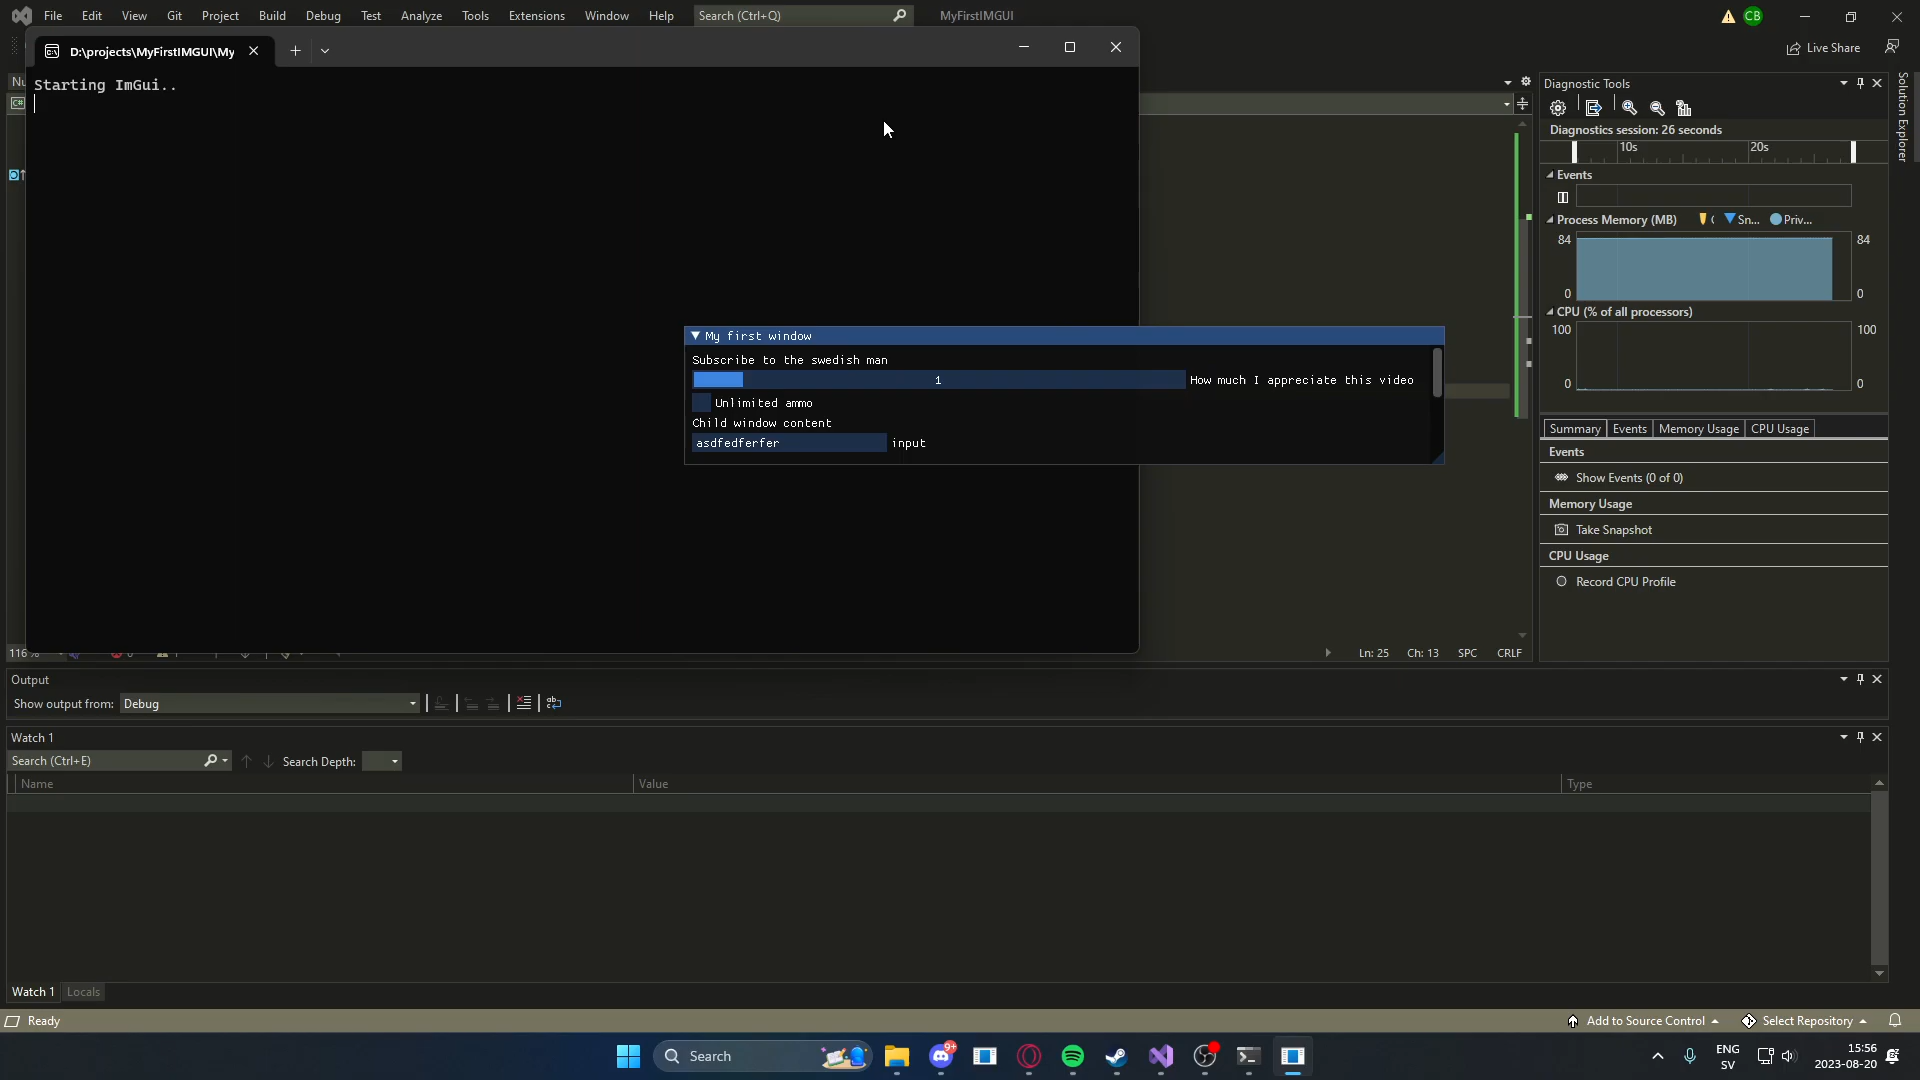 File Edit View Git Project Build Debug Test Analyze Tools Extensions Window Help Search (Ctrl+Q) MyFirstIMGUI CB
Live Share
D:\projects\MyFirstIMGUI\My
Starting ImGui..
Nu
C#
Diagnostic Tools
Solution Explorer
Diagnostics session: 26 seconds
10s 20s
Events
Process Memory (MB) Sn... Priv...
84 84
0 0
CPU (% of all processors)
100 100
0 0
Summary Events Memory Usage CPU Usage
Events
Show Events (0 of 0)
Memory Usage
Take Snapshot
CPU Usage
Record CPU Profile
My first window
Subscribe to the swedish man
1 How much I appreciate this video
Unlimited ammo
Child window content
asdfedferfer input
116% Ln: 25 Ch: 13 SPC CRLF
Output
Show output from: Debug
Watch 1
Search (Ctrl+E) Search Depth:
Name Value Type
Watch 1 Locals
Ready Add to Source Control Select Repository
Search 9+ ENG SV 15:56 2023-08-20